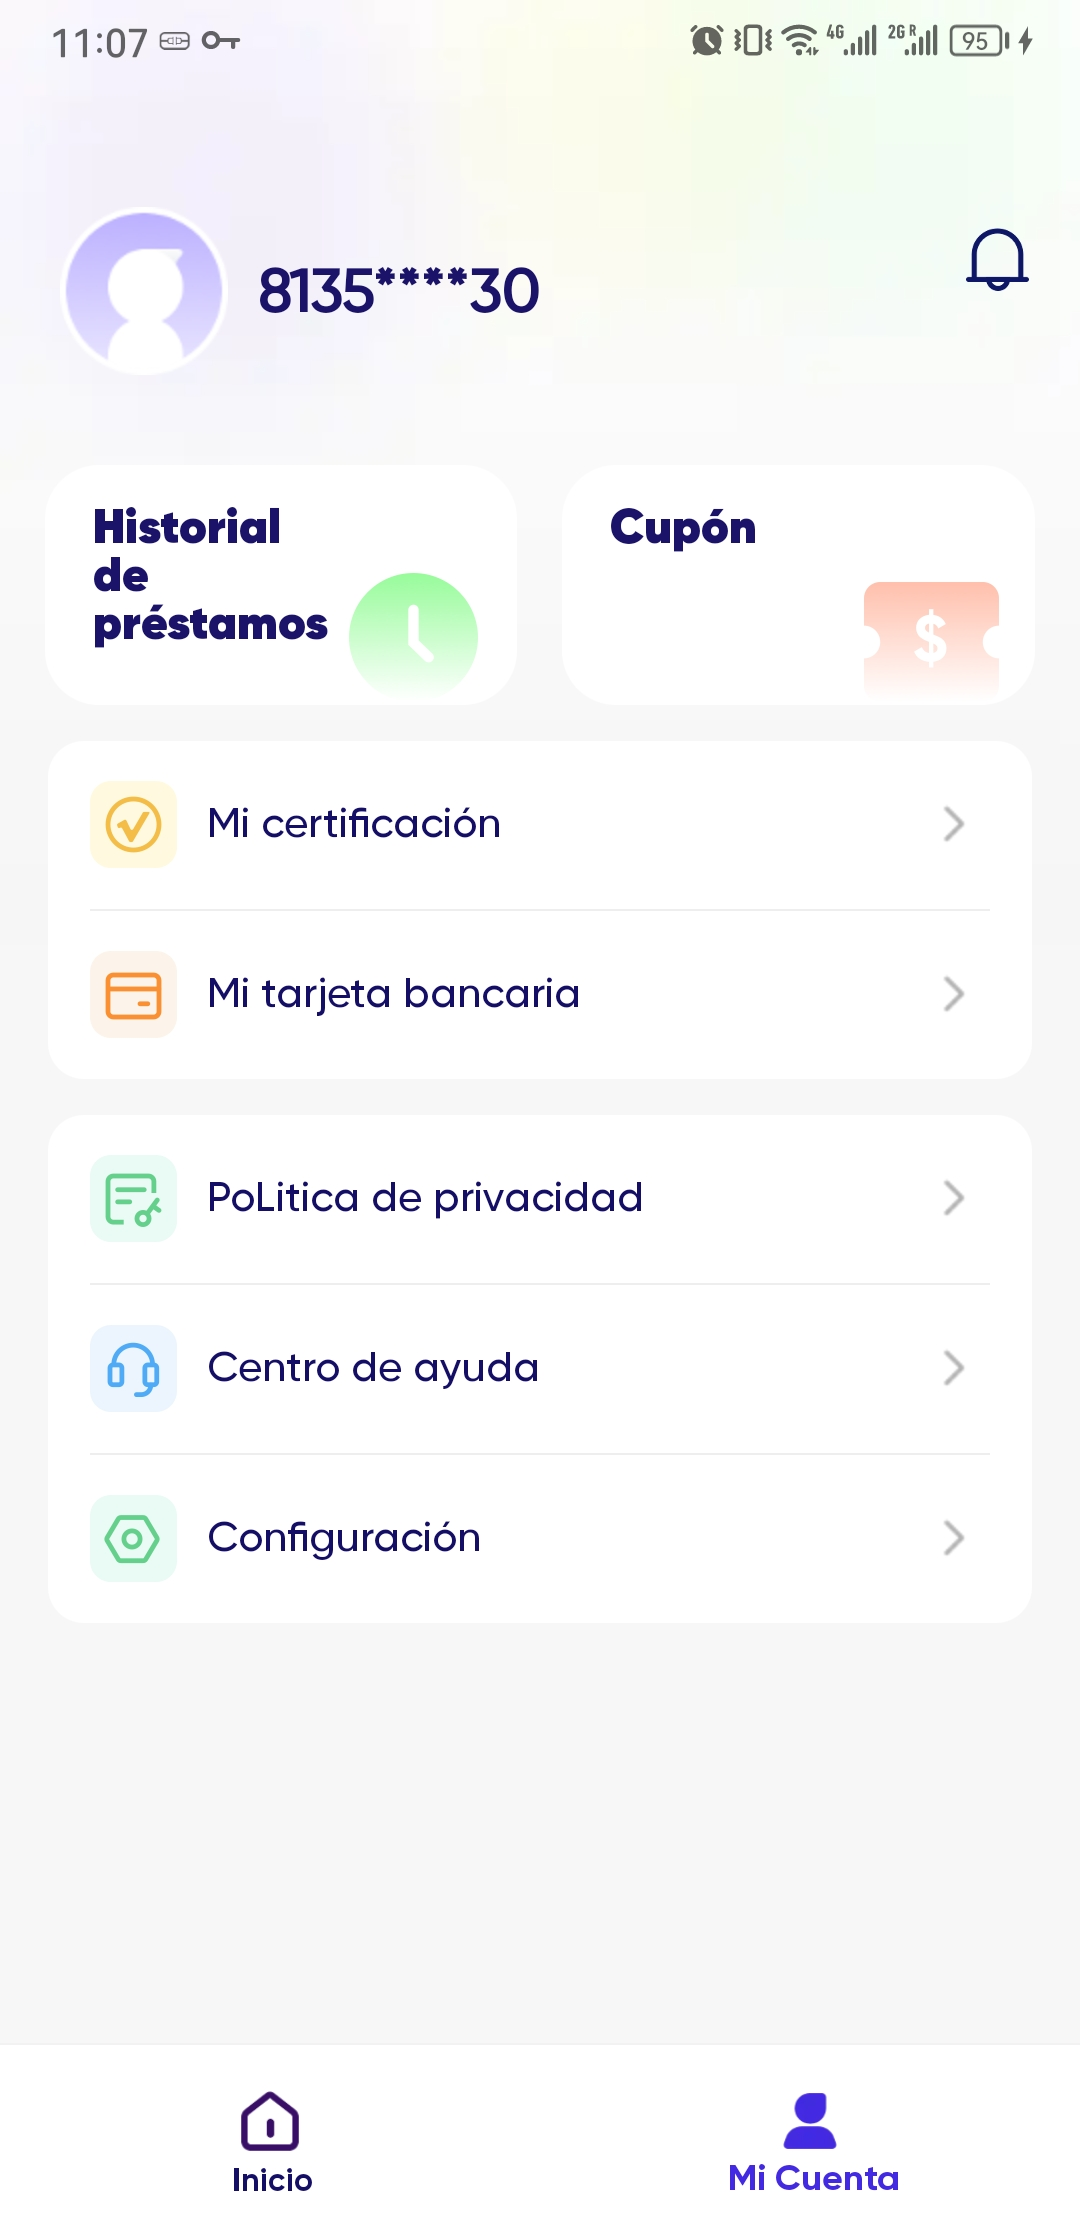 11:07
4G 2G R 95
8135****30
Historial
de
préstamos
Cupón
$
Mi certificación
Mi tarjeta bancaria
PoLitica de privacidad
Centro de ayuda
Configuración
Inicio
Mi Cuenta